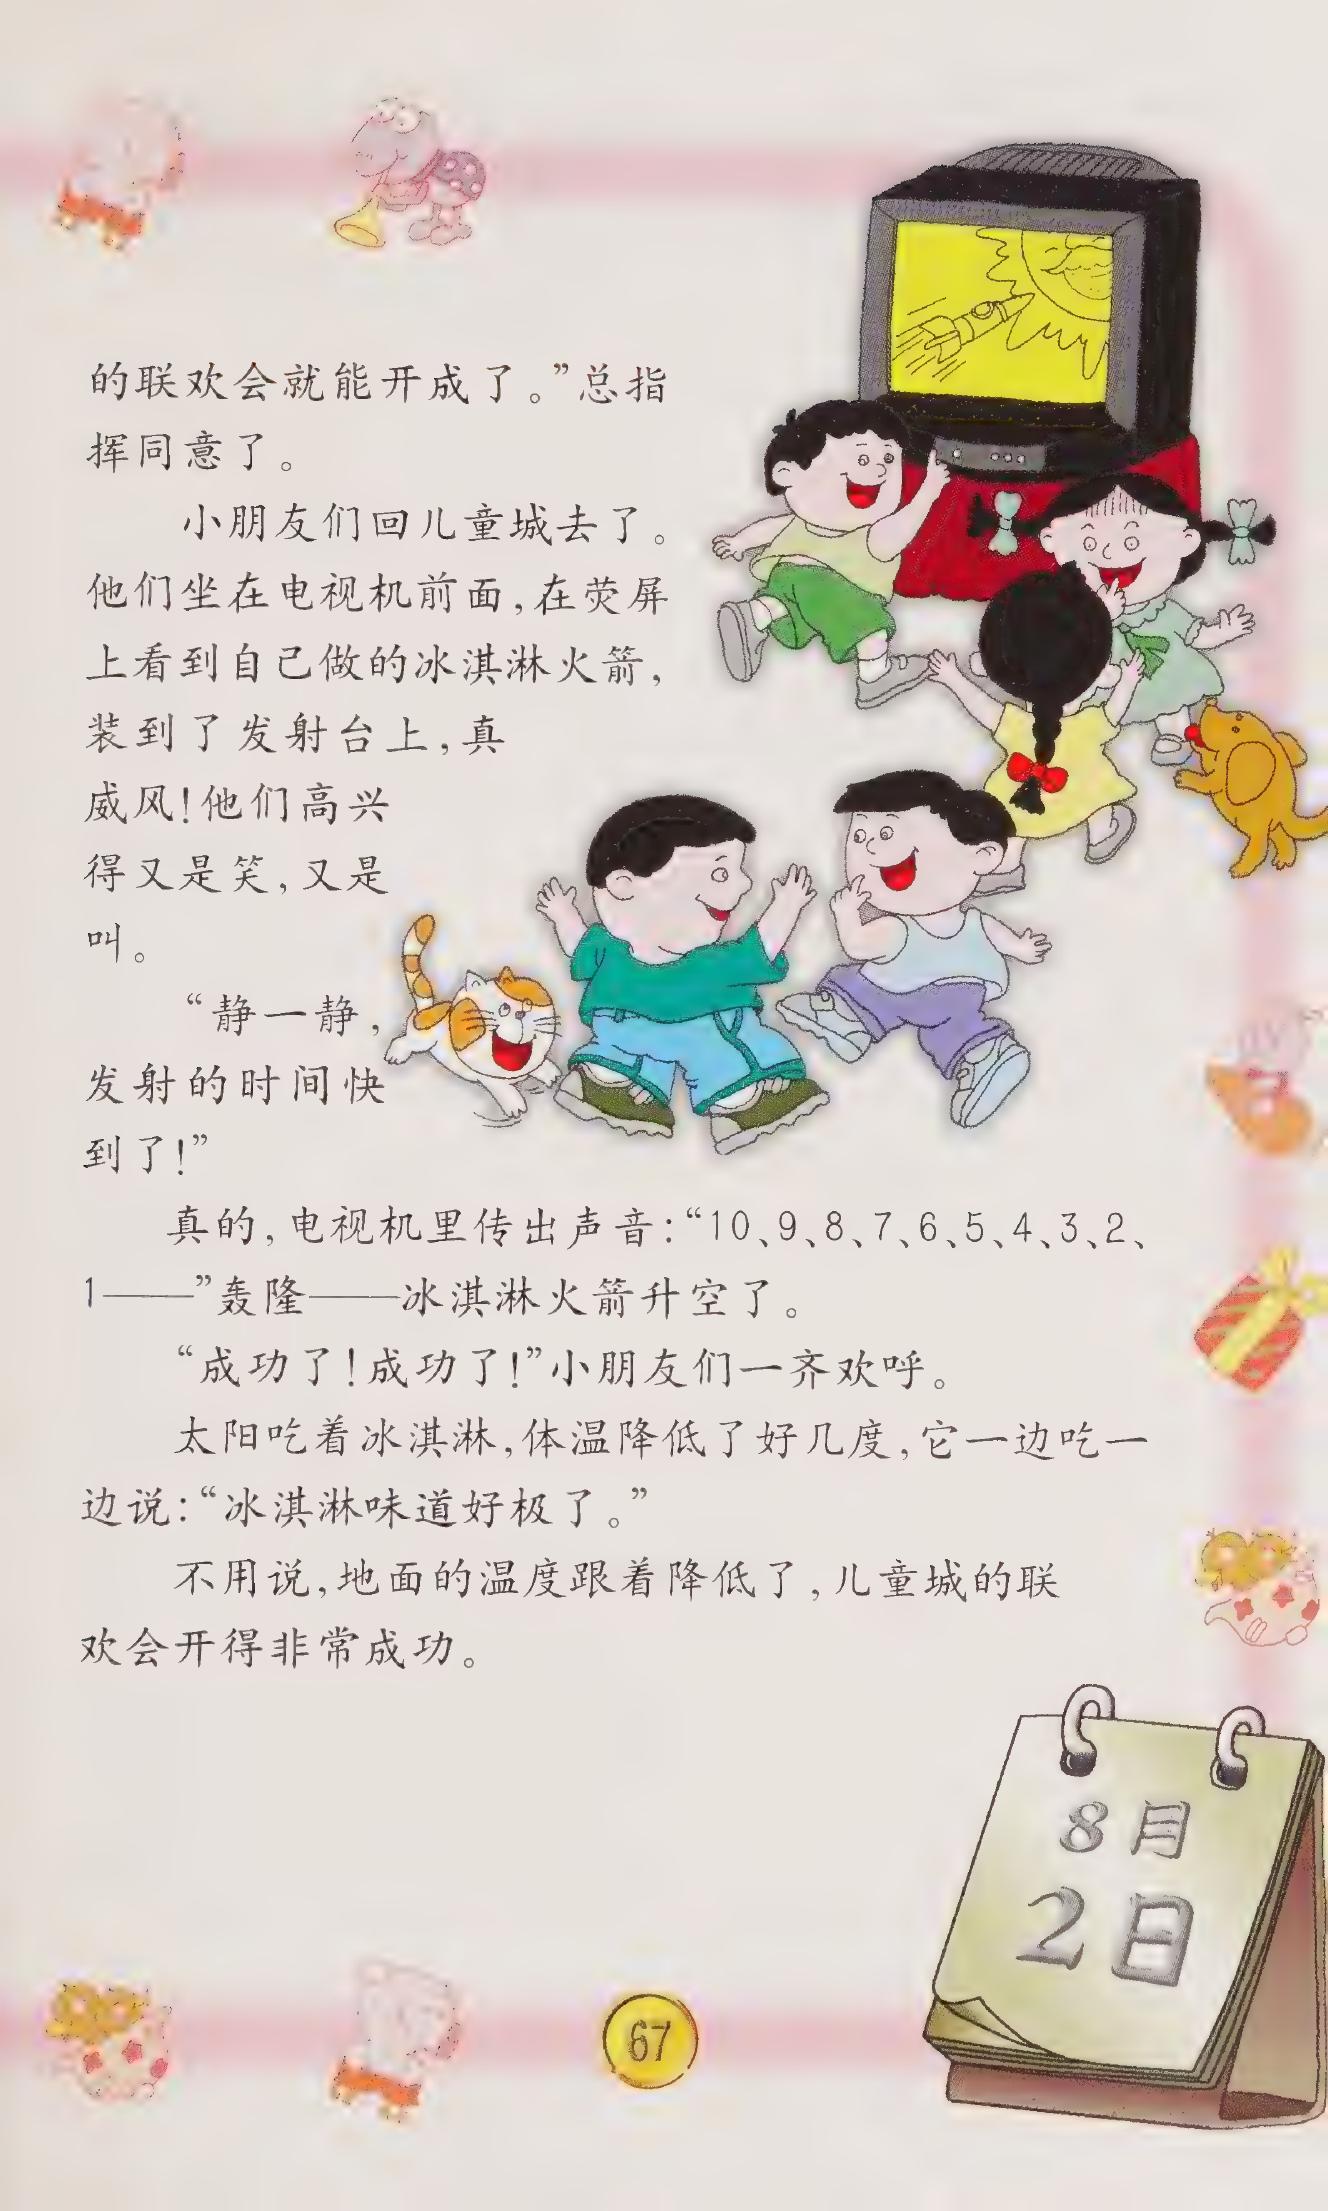 的联欢会就能开成了。”总指
挥同意了。
小朋友们回儿童城去了。
他们坐在电视机前面,在荧屏
上看到自己做的冰淇淋火箭,
装到了发射台上,真
威风!他们高兴
得又是笑,又是
叫。
“静一静,
发射的时间快
到了!”
真的,电视机里传出声音:“10、9、8、7、6、5、4、3、2、
1——”轰隆——冰淇淋火箭升空了。
“成功了!成功了!”小朋友们一齐欢呼。
太阳吃着冰淇淋,体温降低了好几度,它一边吃一
边说:“冰淇淋味道好极了。”
不用说,地面的温度跟着降低了,儿童城的联
欢会开得非常成功。
8月
2日
67